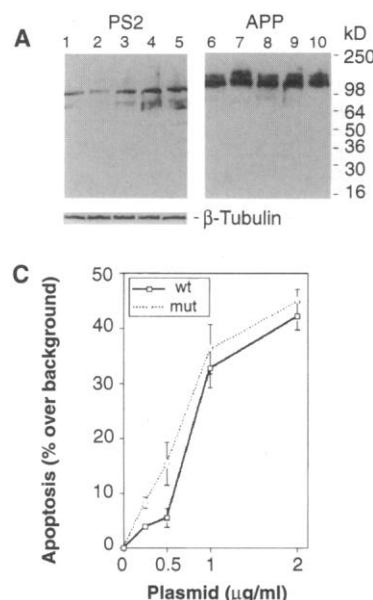 A
PS2 APP kD
1 2 3 4 5 6 7 8 9 10
- 250
- 98
- 64
- 50
- 36
- 30
- 16
- β-Tubulin
C
50
40
30
20
10
0
wt
mut
Apoptosis (% over background)
0 0.5 1 2
Plasmid (μg/ml)